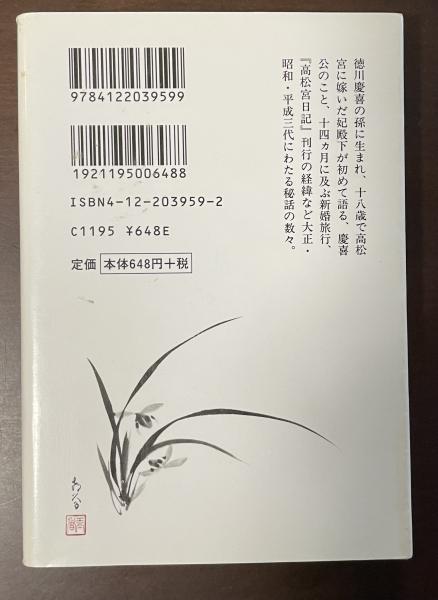 9784122039599
1921195006488
ISBN4-12-203959-2
C1195 ¥648E
定価 本体648円+税
徳川慶喜の孫に生まれ、十八歳で高松
宮に嫁いだ妃殿下が初めて語る、慶喜
公のこと、十四ヵ月に及ぶ新婚旅行、
『高松宮日記』刊行の経緯など大正・
昭和・平成三代にわたる秘話の数々。